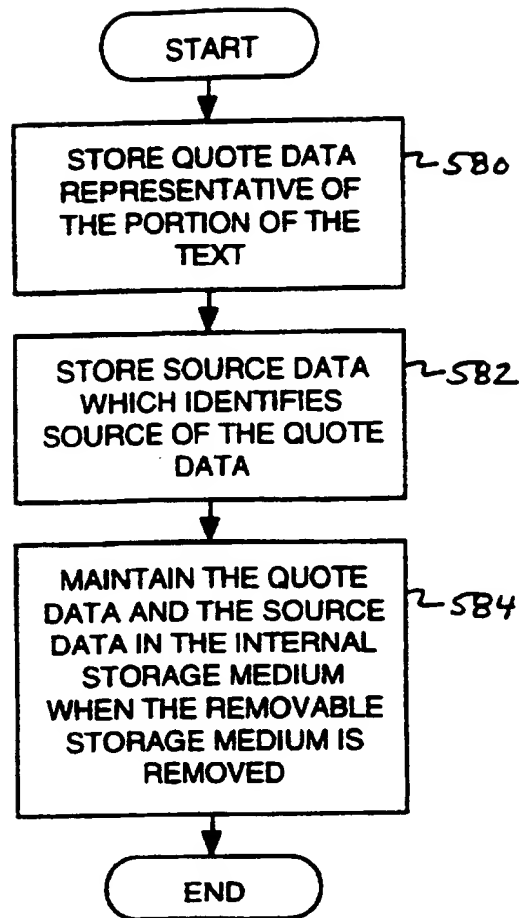 START
STORE QUOTE DATA
REPRESENTATIVE OF
THE PORTION OF THE
TEXT
580
STORE SOURCE DATA
WHICH IDENTIFIES
SOURCE OF THE QUOTE
DATA
582
MAINTAIN THE QUOTE
DATA AND THE SOURCE
DATA IN THE INTERNAL
STORAGE MEDIUM
WHEN THE REMOVABLE
STORAGE MEDIUM IS
REMOVED
584
END